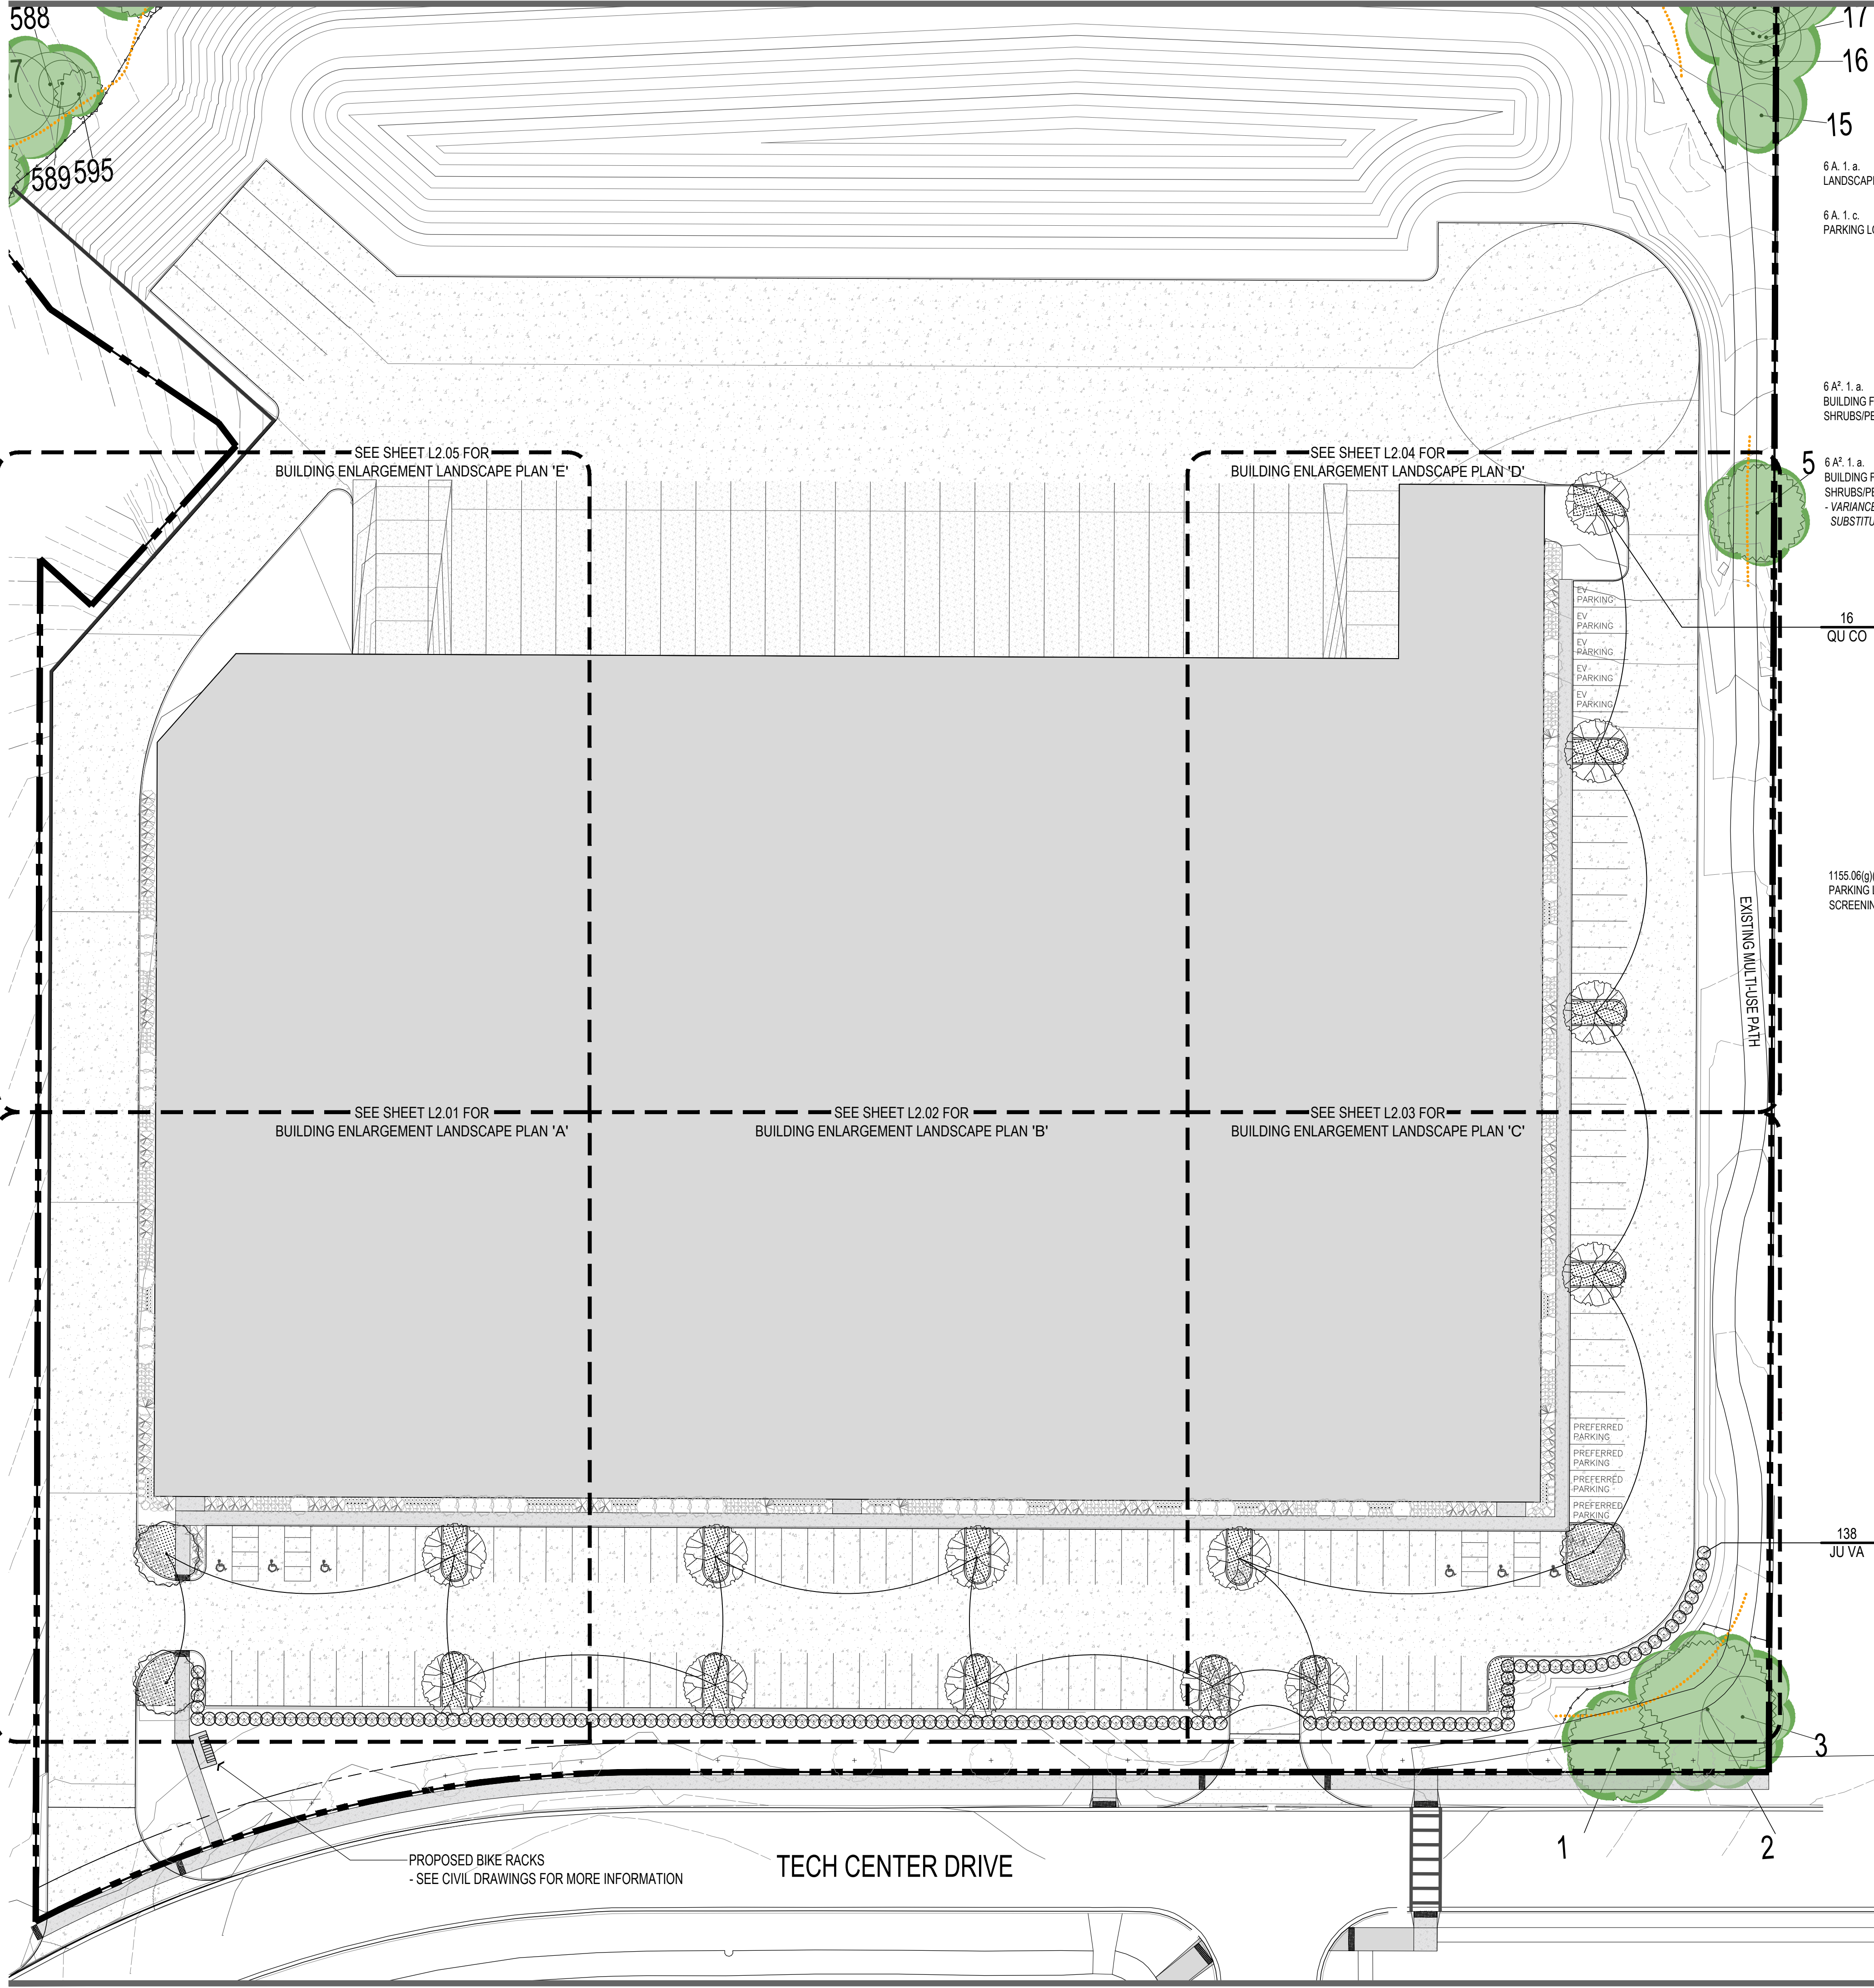 588
17
16
15
589 595
6 A. 1. a.
6 A. 1. c.
6 A². 1. a.
SEE SHEET L2.05 FOR
BUILDING ENLARGEMENT LANDSCAPE PLAN 'E'
SEE SHEET L2.04 FOR
BUILDING ENLARGEMENT LANDSCAPE PLAN 'D'
5
6 A². 1. a.
EV
PARKING
EV
PARKING
EV
PARKING
EV
PARKING
EV
PARKING
16
QU CO
PARKING
EXISTING MULTI-USE PATH
SEE SHEET L2.01 FOR
BUILDING ENLARGEMENT LANDSCAPE PLAN 'A'
SEE SHEET L2.02 FOR
BUILDING ENLARGEMENT LANDSCAPE PLAN 'B'
SEE SHEET L2.03 FOR
BUILDING ENLARGEMENT LANDSCAPE PLAN 'C'
PREFERRED
PARKING
PREFERRED
PARKING
PREFERRED
PARKING
PREFERRED
PARKING
138
JU VA
3
1
2
PROPOSED BIKE RACKS
- SEE CIVIL DRAWINGS FOR MORE INFORMATION
TECH CENTER DRIVE